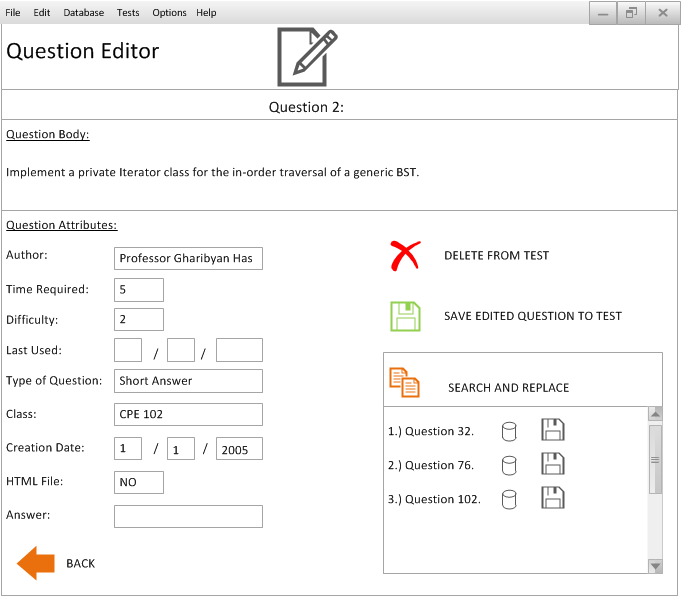 File Edit Database Tests Options Help
Question Editor
Question 2:
Question Body:
Implement a private Iterator class for the in-order traversal of a generic BST.
Question Attributes:
Author: Professor Gharibyan Has
Time Required: 5
Difficulty: 2
Last Used: / /
Type of Question: Short Answer
Class: CPE 102
Creation Date: 1 / 1 / 2005
HTML File: NO
Answer:
BACK
DELETE FROM TEST
SAVE EDITED QUESTION TO TEST
SEARCH AND REPLACE
1.) Question 32.
2.) Question 76.
3.) Question 102.